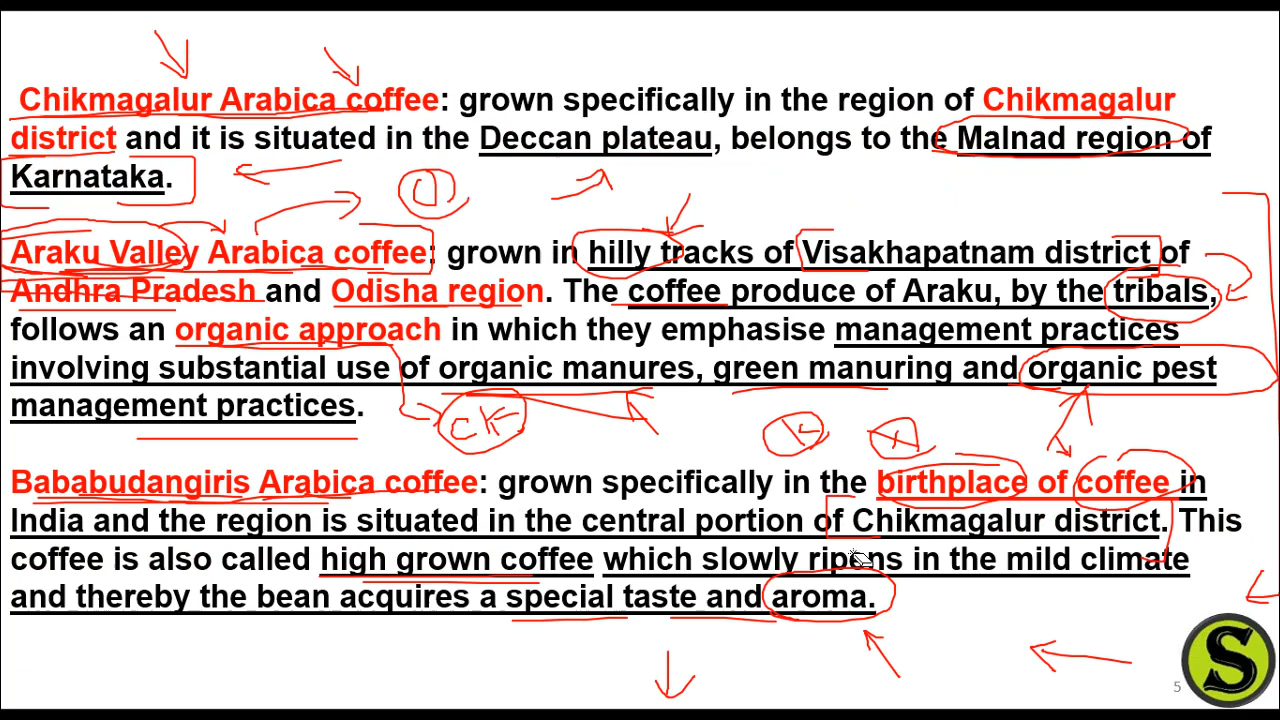 Chikmagalur Arabica coffee: grown specifically in the region of Chikmagalur
district and it is situated in the Deccan plateau, belongs to the Malnad region of
Karnataka.
Araku Valley Arabica coffee: grown in hilly tracks of Visakhapatnam district of
Andhra Pradesh and Odisha region. The coffee produce of Araku, by the tribals,
follows an organic approach in which they emphasise management practices
involving substantial use of organic manures, green manuring and organic pest
management practices.
Bababudangiris Arabica coffee: grown specifically in the birthplace of coffee in
India and the region is situated in the central portion of Chikmagalur district. This
coffee is also called high grown coffee which slowly ripens in the mild climate
and thereby the bean acquires a special taste and aroma.
S
5